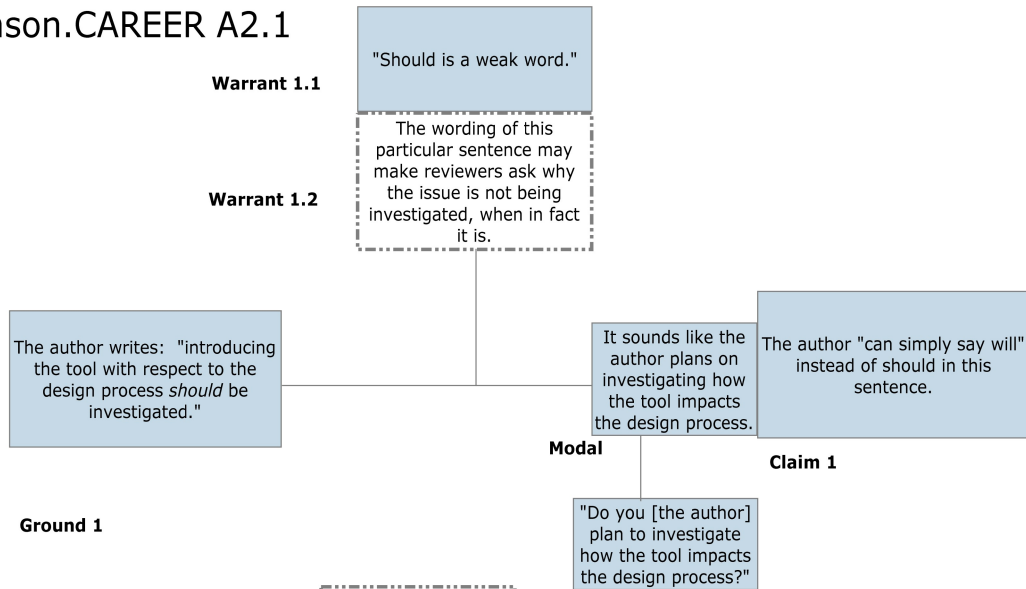 nson.CAREER A2.1
"Should is a weak word."
Warrant 1.1
The wording of this
particular sentence may
make reviewers ask why
the issue is not being
investigated, when in fact
it is.
Warrant 1.2
The author writes:  "introducing
the tool with respect to the
design process should be
investigated."
It sounds like the
author plans on
investigating how
the tool impacts
the design process.
The author "can simply say will"
instead of should in this
sentence.
Modal
Claim 1
Ground 1
"Do you [the author]
plan to investigate
how the tool impacts
the design process?"